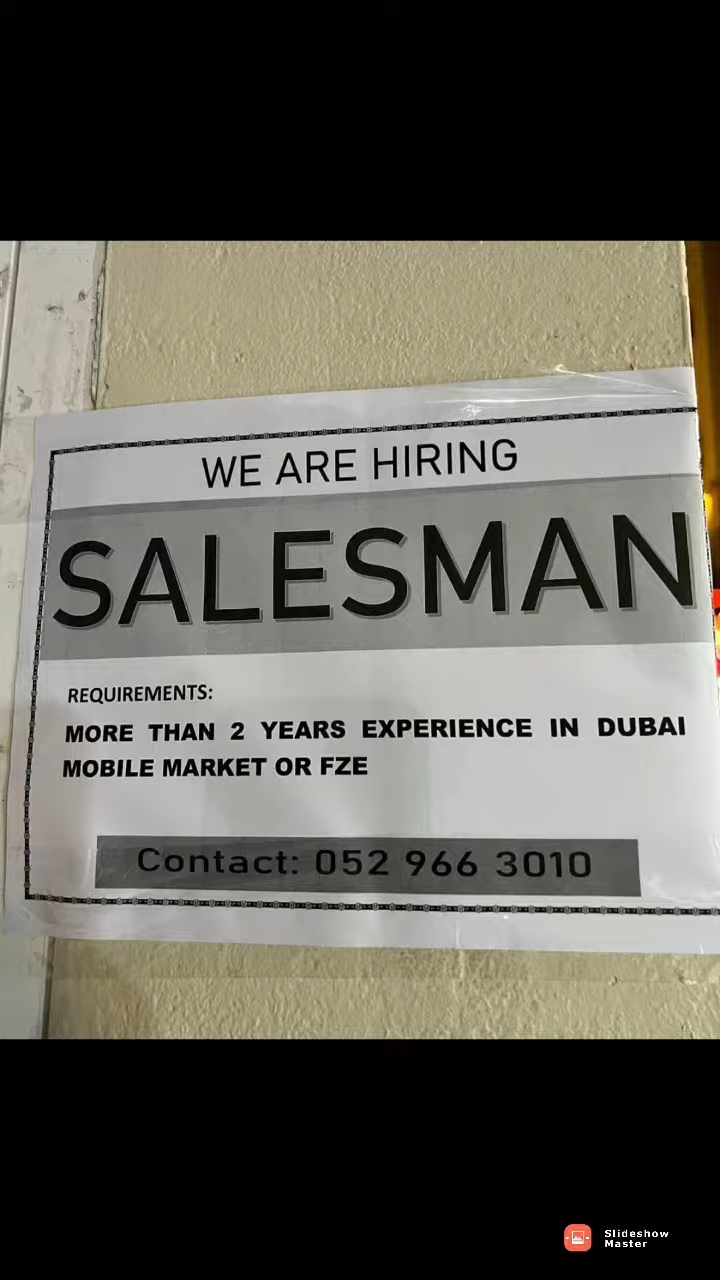 WE ARE HIRING
SALESMAN
REQUIREMENTS:
MORE THAN 2 YEARS EXPERIENCE IN DUBAI
MOBILE MARKET OR FZE
Contact: 052 966 3010
Slideshow
Master